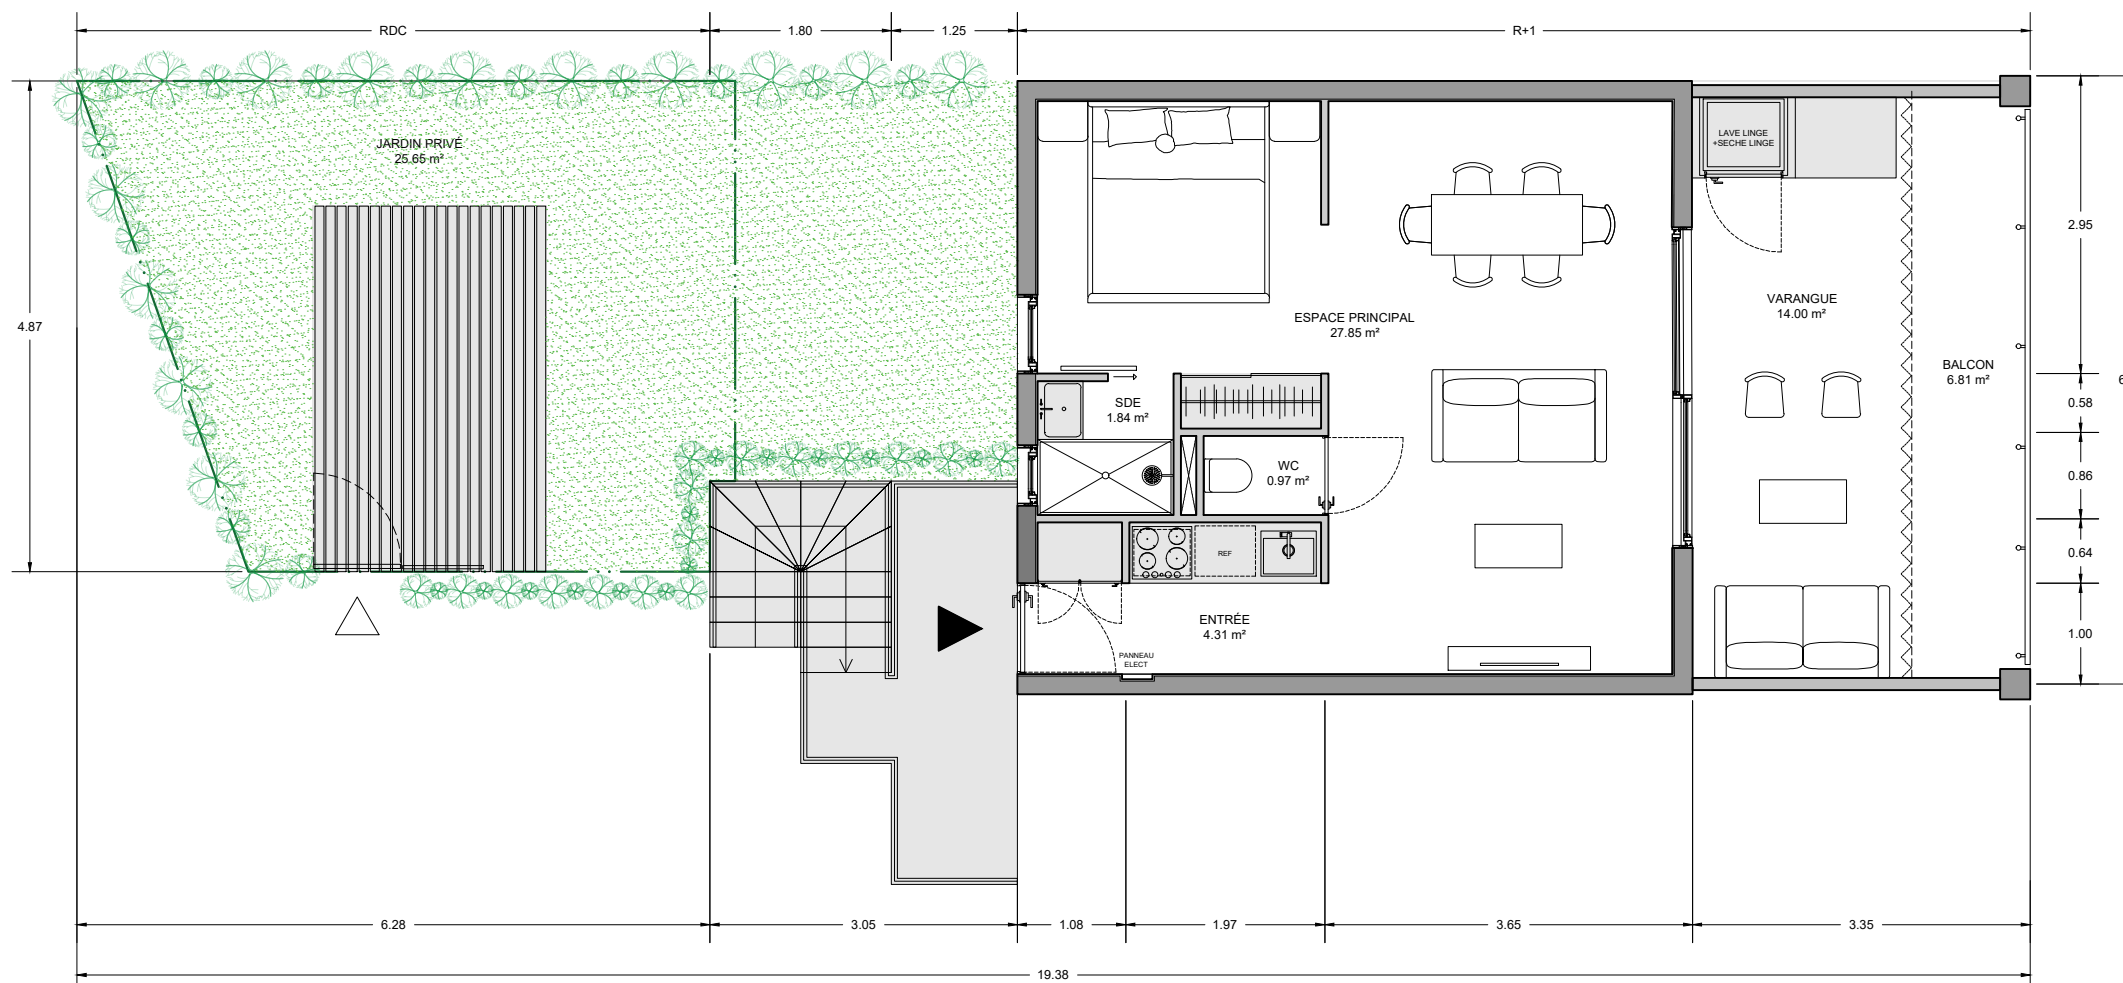 RDC
1.80
1.25
R+1
JARDIN PRIVÉ
25.65 m²
LAVE LINGE
+SECHE LINGE
2.95
4.87
ESPACE PRINCIPAL
27.85 m²
VARANGUE
14.00 m²
BALCON
6.81 m²
6
SDE
1.84 m²
0.58
WC
0.97 m²
0.86
REF
0.64
ENTRÉE
4.31 m²
1.00
PANNEAU
ELECT
6.28
3.05
1.08
1.97
3.65
3.35
19.38